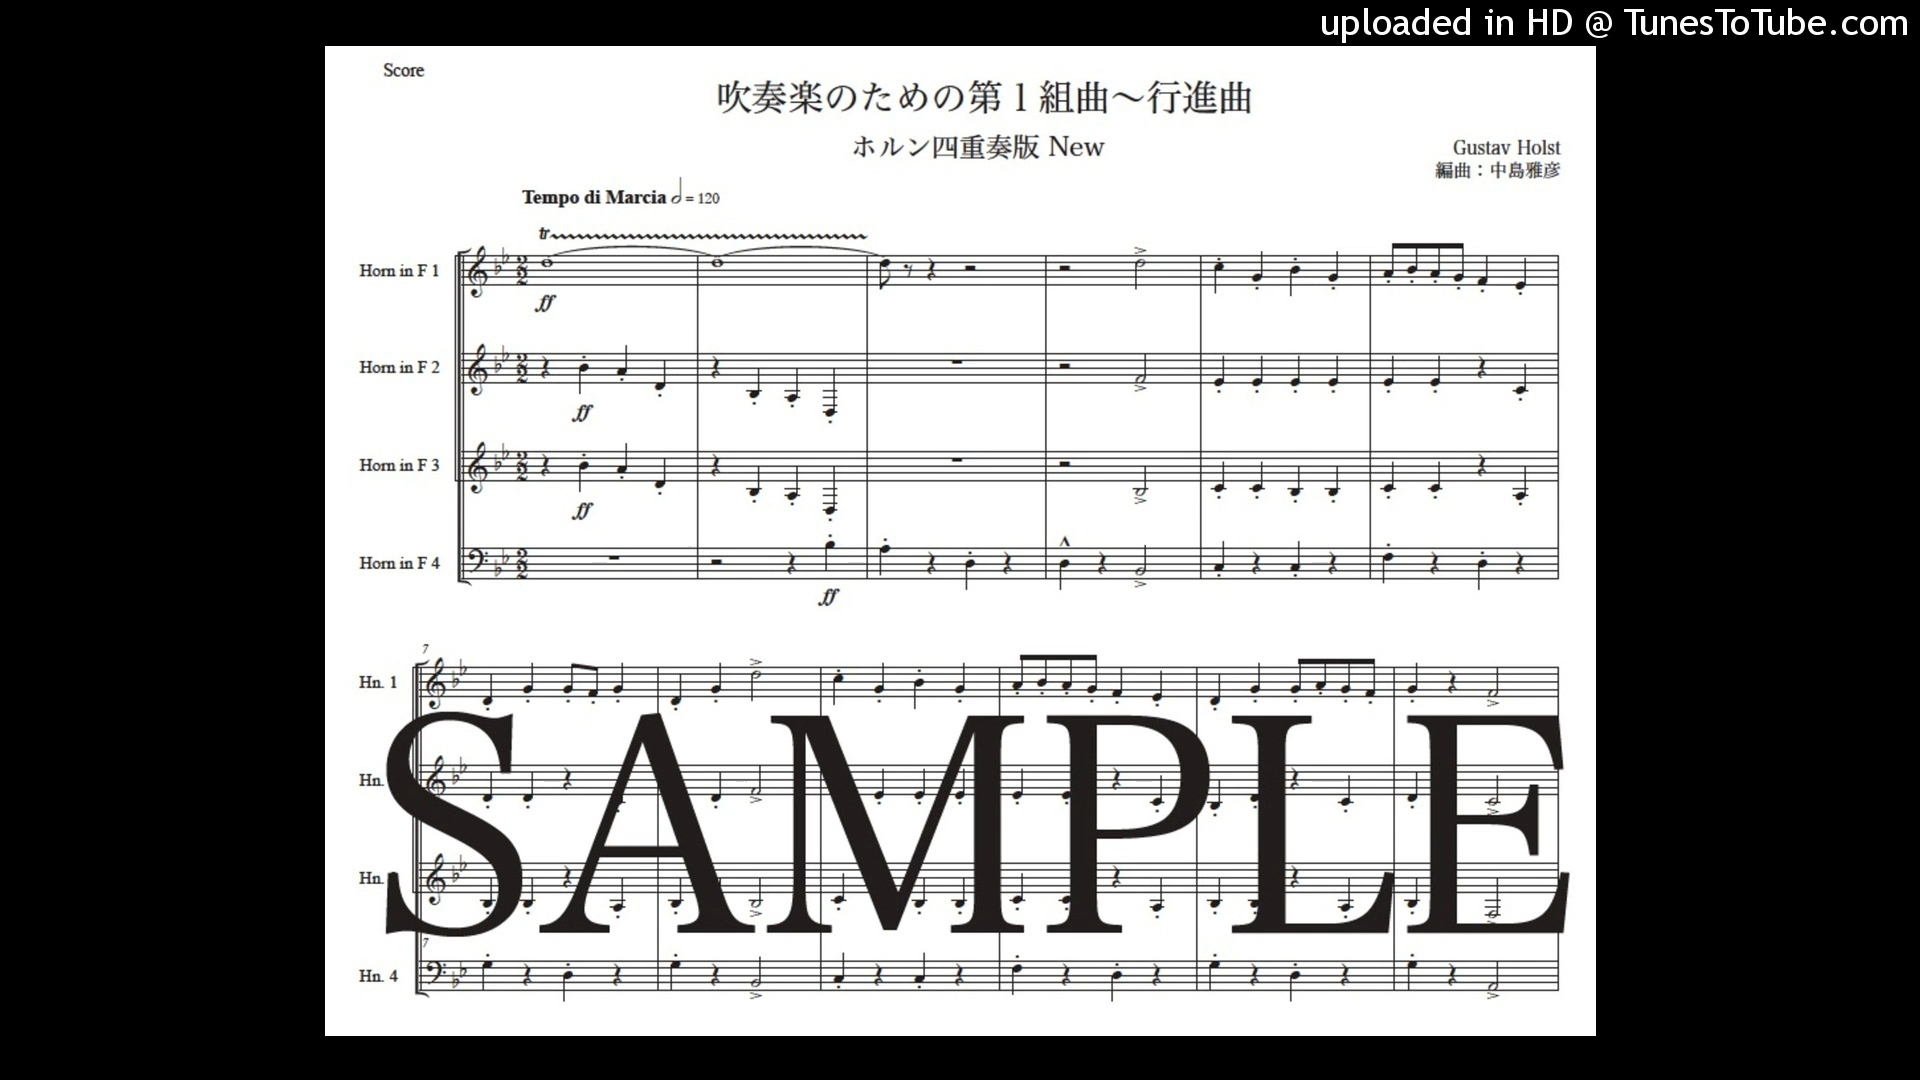 uploaded in HD @ TunesToTube.com
Score
吹奏楽のための第1組曲~行進曲
ホルン四重奏版 New
Gustav Holst
編曲：中島雅彦
Tempo di Marcia = 120
tr
Horn in F 1
ff
Horn in F 2
ff
Horn in F 3
ff
Horn in F 4
ff
7
Hn. 1
Hn.
Hn.
SAMPLE
7
Hn. 4